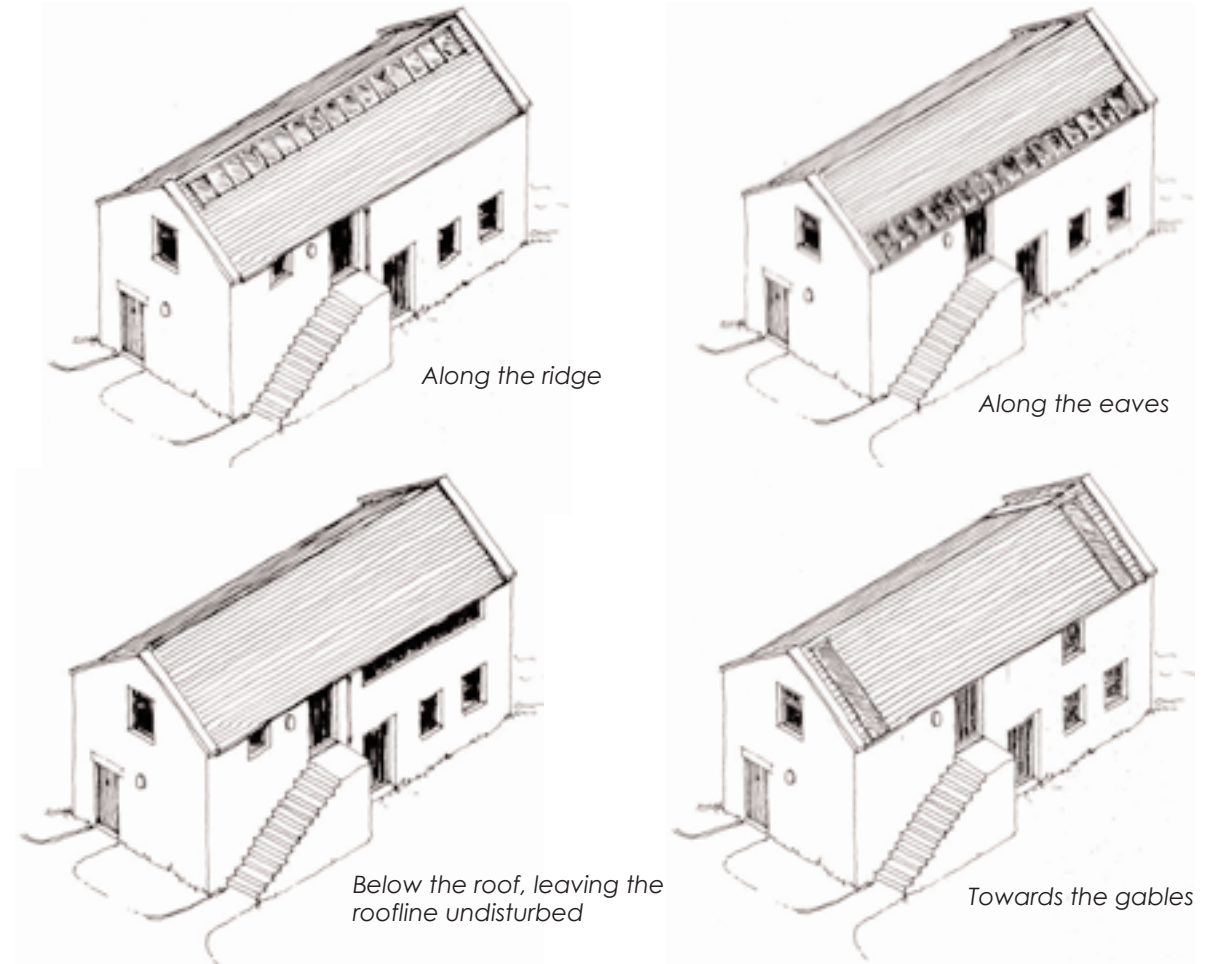 Along the ridge
Along the eaves
Below the roof, leaving the
roofline undisturbed
Towards the gables